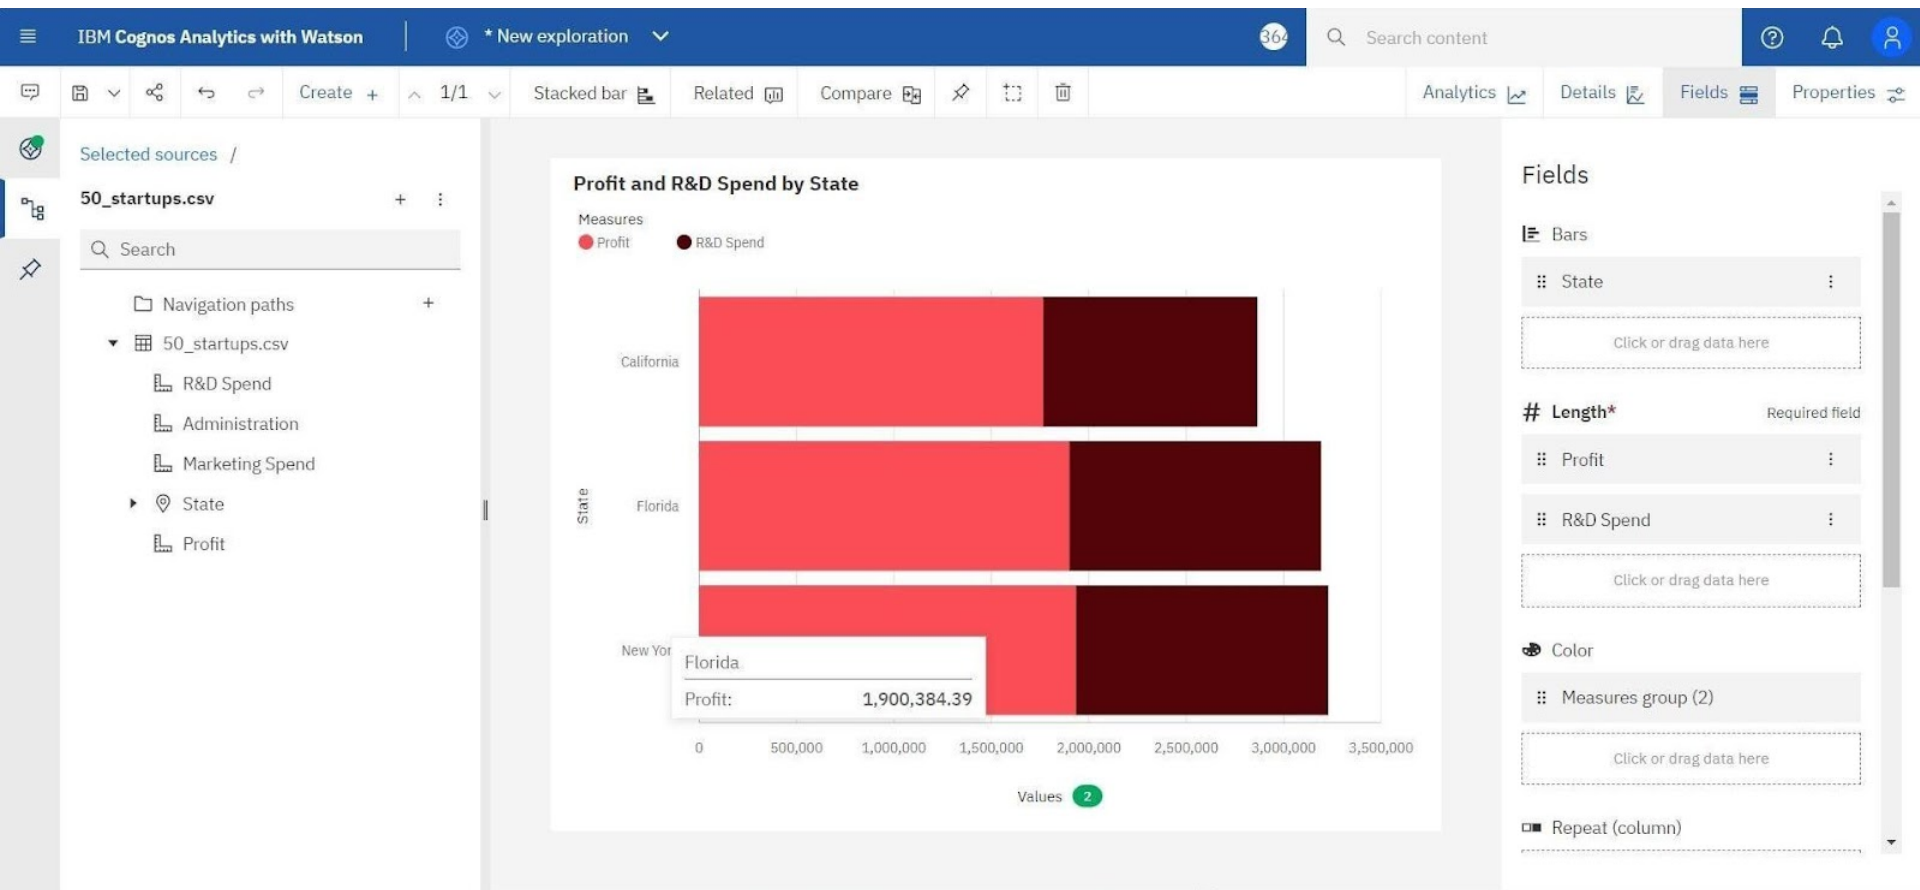 IBM Cognos Analytics with Watson
* New exploration
364
Search content
Create +
1/1
Stacked bar
Related
Compare
Analytics
Details
Fields
Properties
Selected sources /
50_startups.csv
Search
Navigation paths
50_startups.csv
R&D Spend
Administration
Marketing Spend
State
Profit
Profit and R&D Spend by State
Measures
Profit
R&D Spend
State
California
Florida
New Yor
Florida
Profit: 1,900,384.39
0 500,000 1,000,000 1,500,000 2,000,000 2,500,000 3,000,000 3,500,000
Values 2
Fields
Bars
State
Click or drag data here
# Length* Required field
Profit
R&D Spend
Click or drag data here
Color
Measures group (2)
Click or drag data here
Repeat (column)